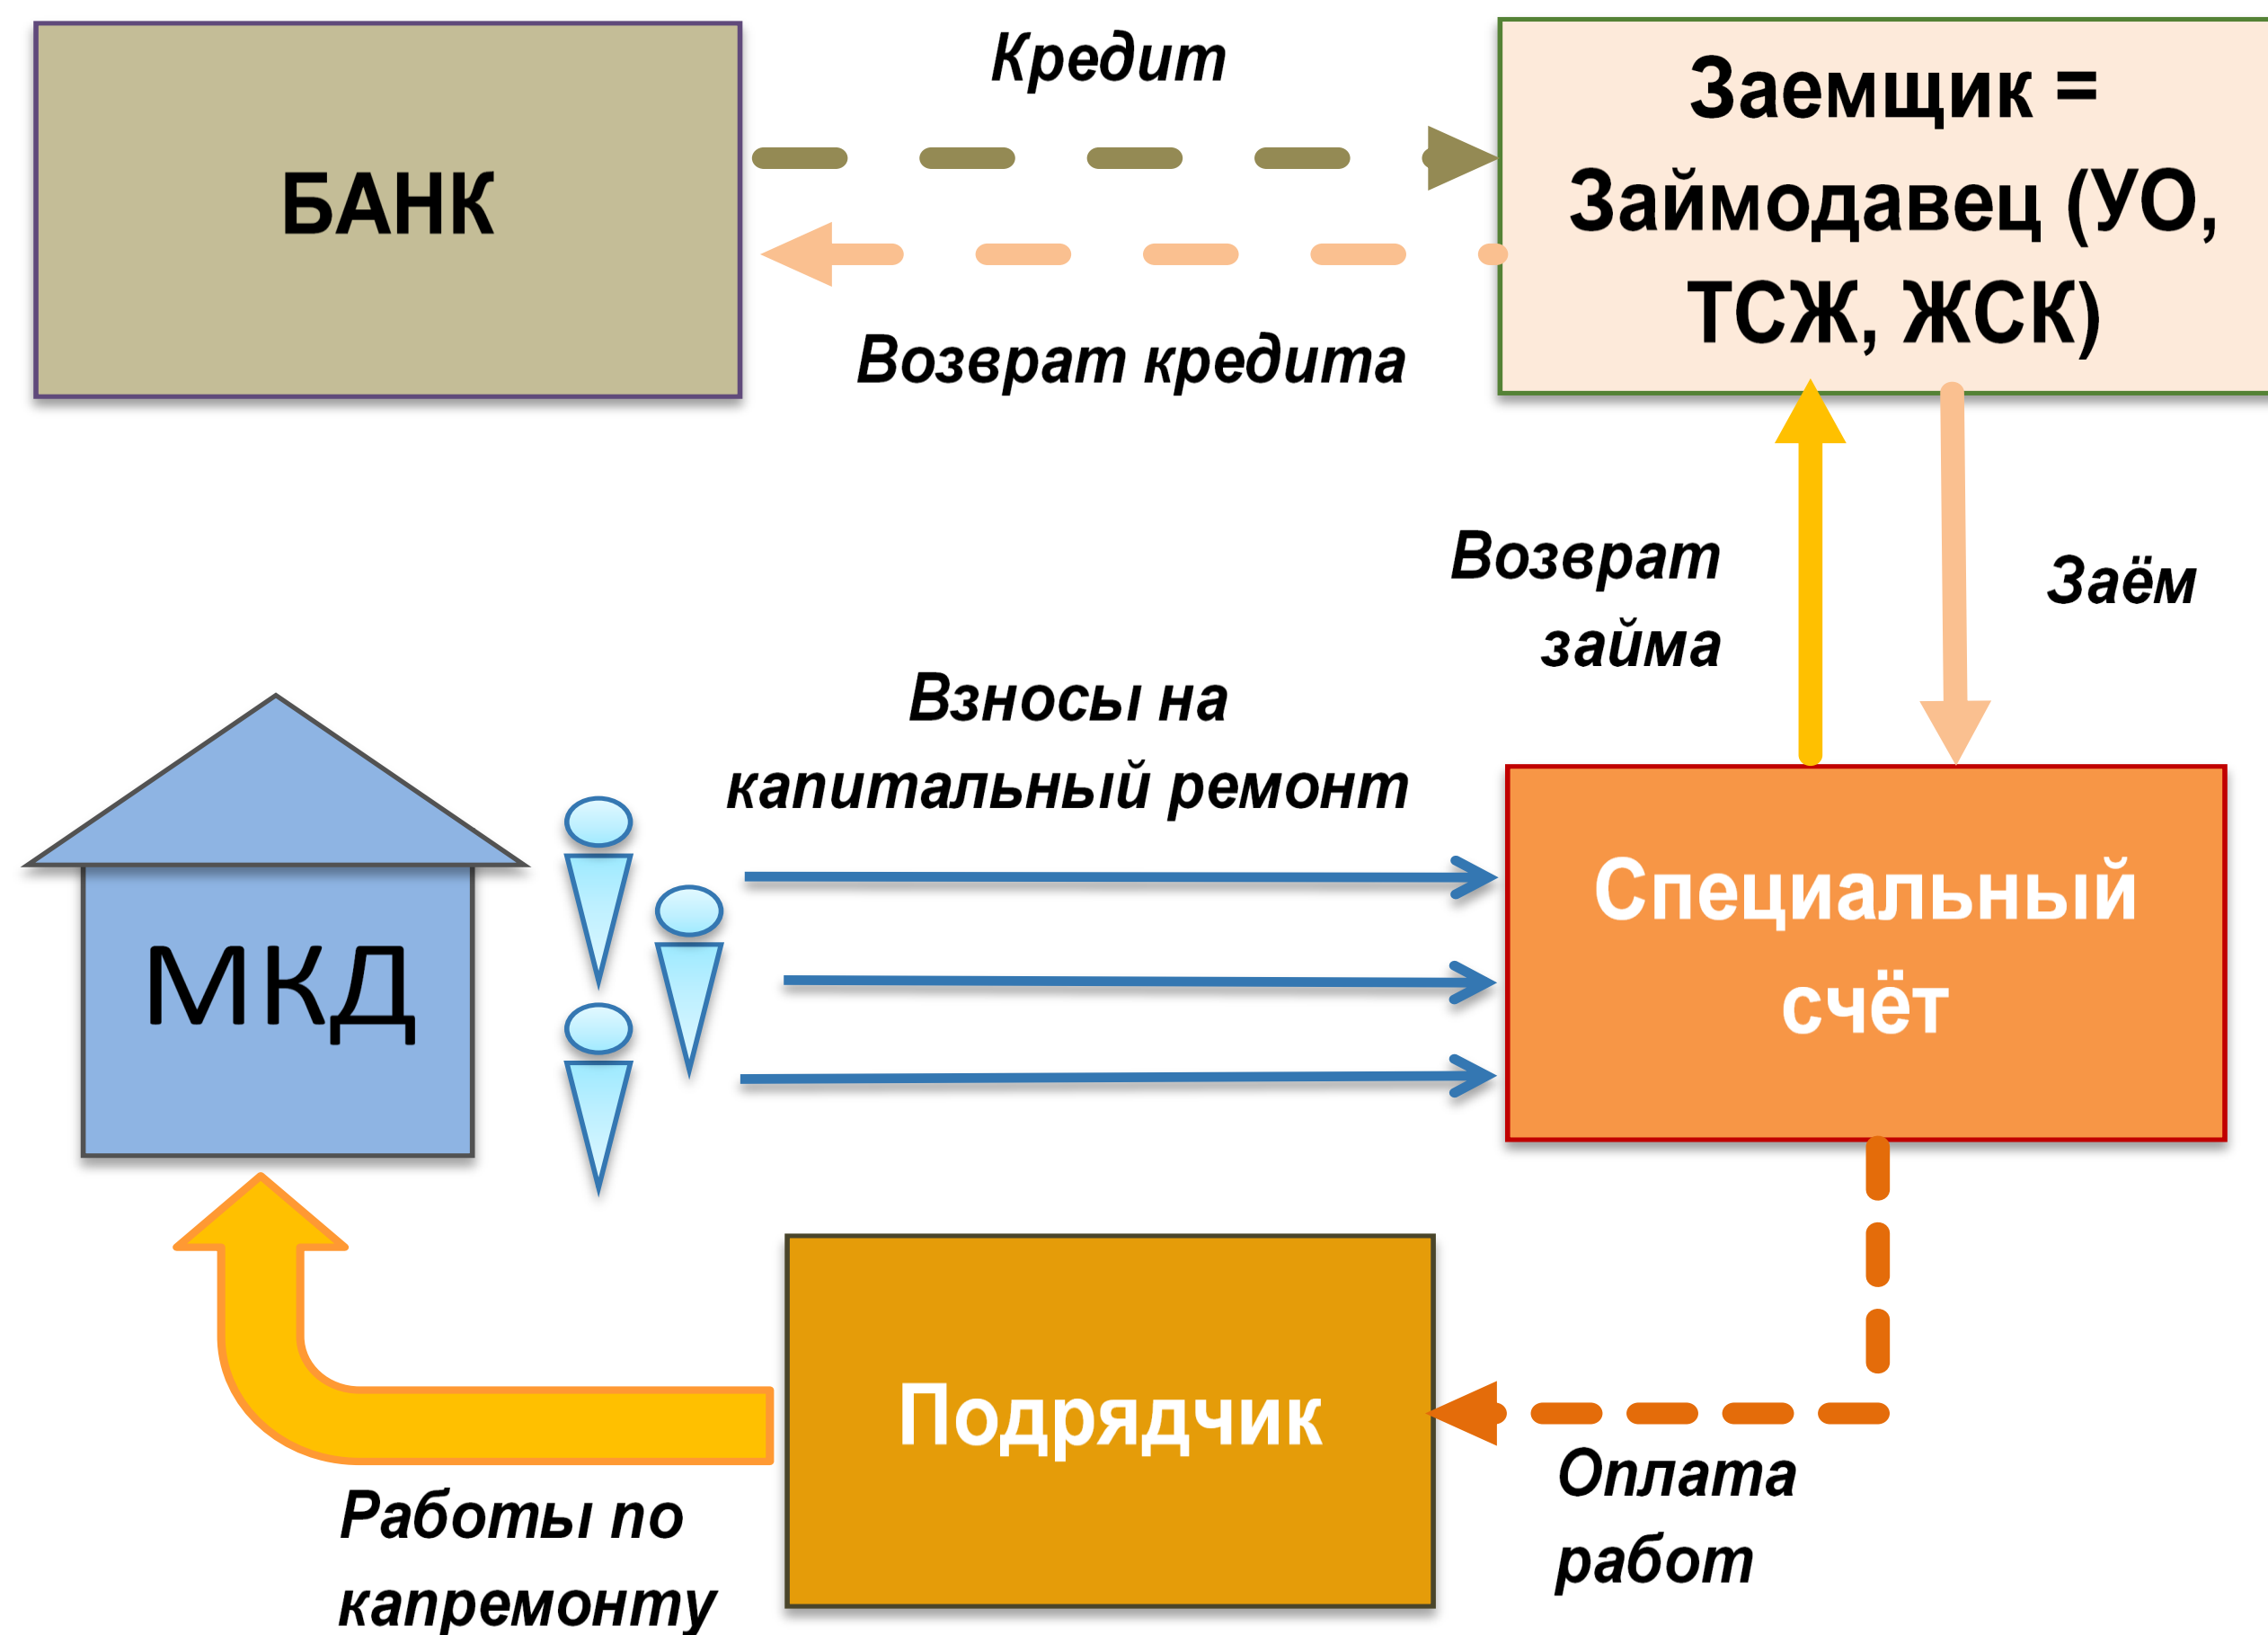 БАНК
Кредит
Возврат кредита
Заемщик =
Займодавец (УО,
ТСЖ, ЖСК)
Возврат
займа
Заём
Взносы на
капитальный ремонт
МКД
Специальный
счёт
Подрядчик
Оплата
работ
Работы по
капремонту